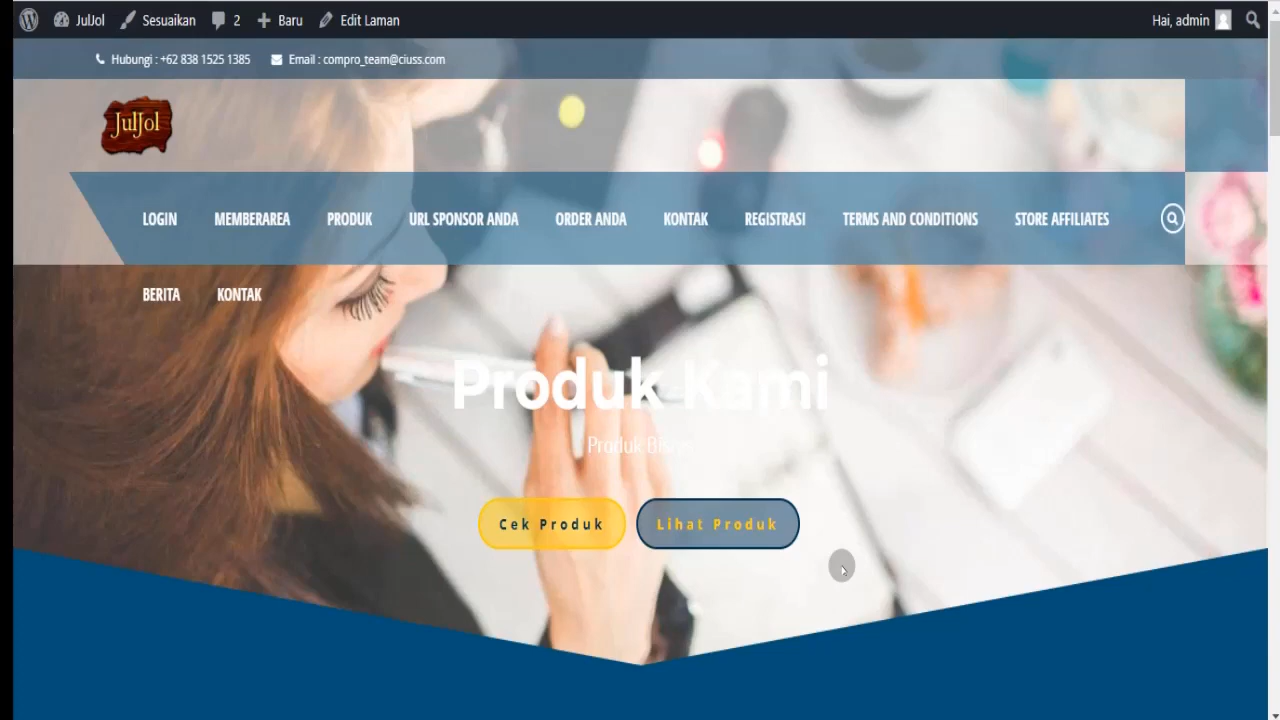 JulJol Sesuaikan 2 Baru Edit Laman Hai, admin
Hubungi : +62 838 1525 1385 Email : compro_team@ciuss.com
JulJol
LOGIN MEMBERAREA PRODUK URL SPONSOR ANDA ORDER ANDA KONTAK REGISTRASI TERMS AND CONDITIONS STORE AFFILIATES
BERITA KONTAK
Produk Kami
Produk
Cek Produk Lihat Produk